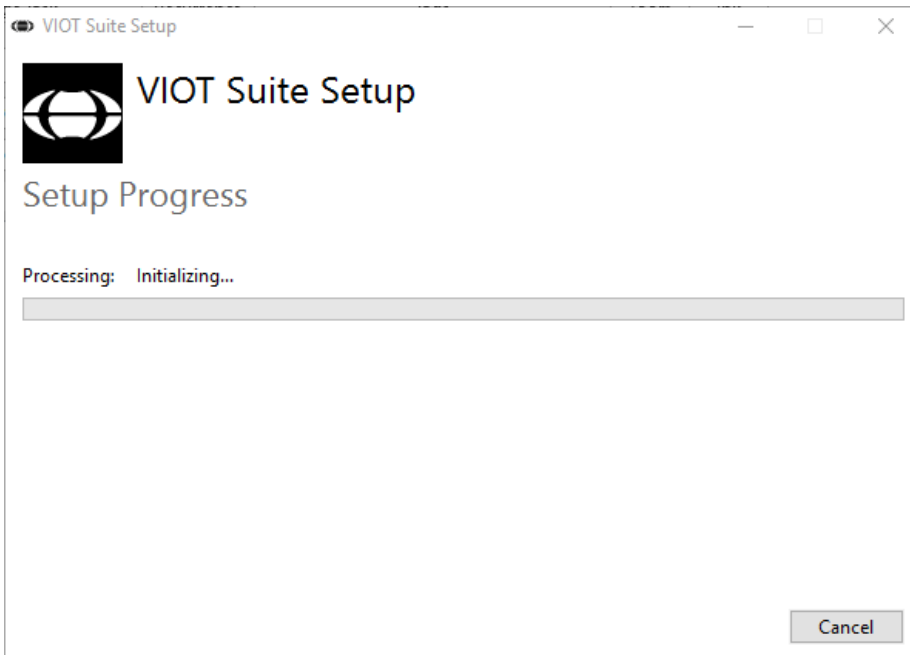 VIOT Suite Setup
VIOT Suite Setup
Setup Progress
Processing: Initializing...
Cancel